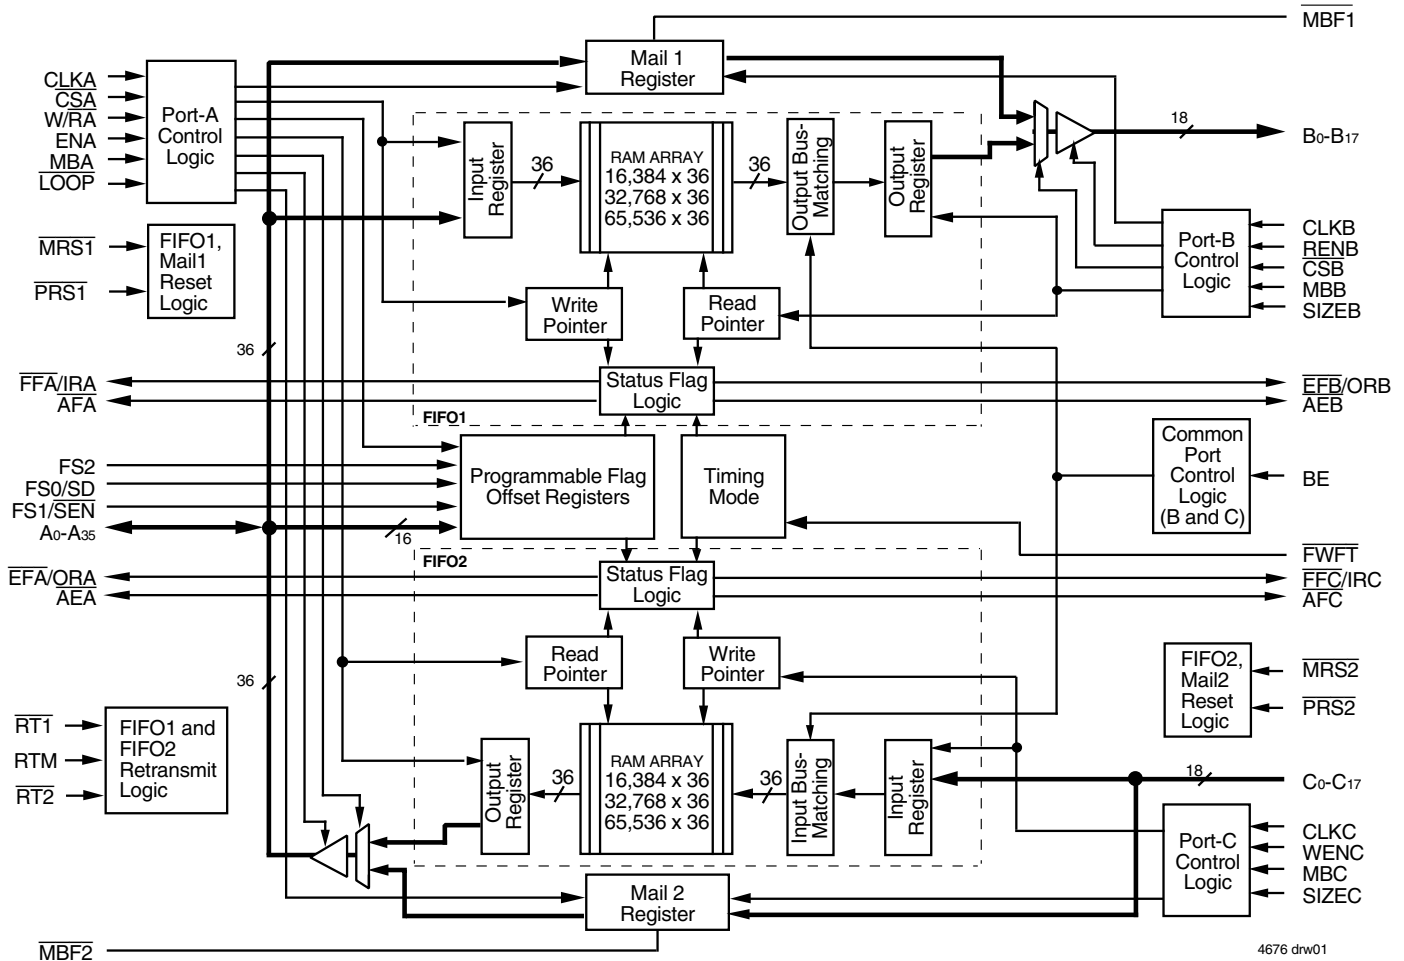 MBF1
Mail 1
Register
CLKA
CSA
W/RA
ENA
MBA
LOOP
Port-A
Control
Logic
36
Input
Register
RAM ARRAY
16,384 x 36
32,768 x 36
65,536 x 36
36
Output Bus-
Matching
Output
Register
18
B0-B17
MRS1
PRS1
FIFO1,
Mail1
Reset
Logic
Write
Pointer
Read
Pointer
Port-B
Control
Logic
CLKB
RENB
CSB
MBB
SIZEB
36
FFA/IRA
AFA
Status Flag
Logic
FIFO1
EFB/ORB
AEB
FS2
FS0/SD
FS1/SEN
A0-A35
16
Programmable Flag
Offset Registers
Timing
Mode
Common
Port
Control
Logic
(B and C)
BE
FWFT
FIFO2
EFA/ORA
AEA
Status Flag
Logic
FFC/IRC
AFC
Read
Pointer
Write
Pointer
FIFO2,
Mail2
Reset
Logic
MRS2
PRS2
36
RT1
RTM
RT2
FIFO1 and
FIFO2
Retransmit
Logic
Output
Register
36
RAM ARRAY
16,384 x 36
32,768 x 36
65,536 x 36
36
Input Bus-
Matching
Input
Register
18
C0-C17
Port-C
Control
Logic
CLKC
WENC
MBC
SIZEC
Mail 2
Register
MBF2
4676 drw01